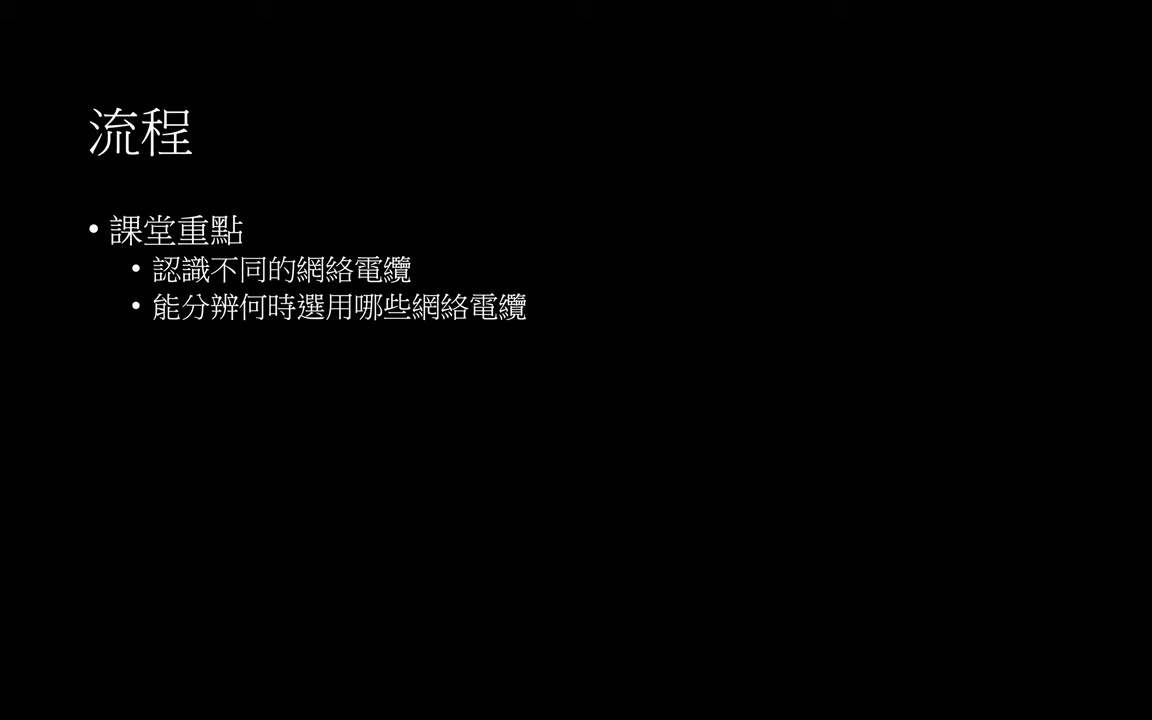 流程
• 課堂重點
• 認識不同的網絡電纜
• 能分辨何時選用哪些網絡電纜